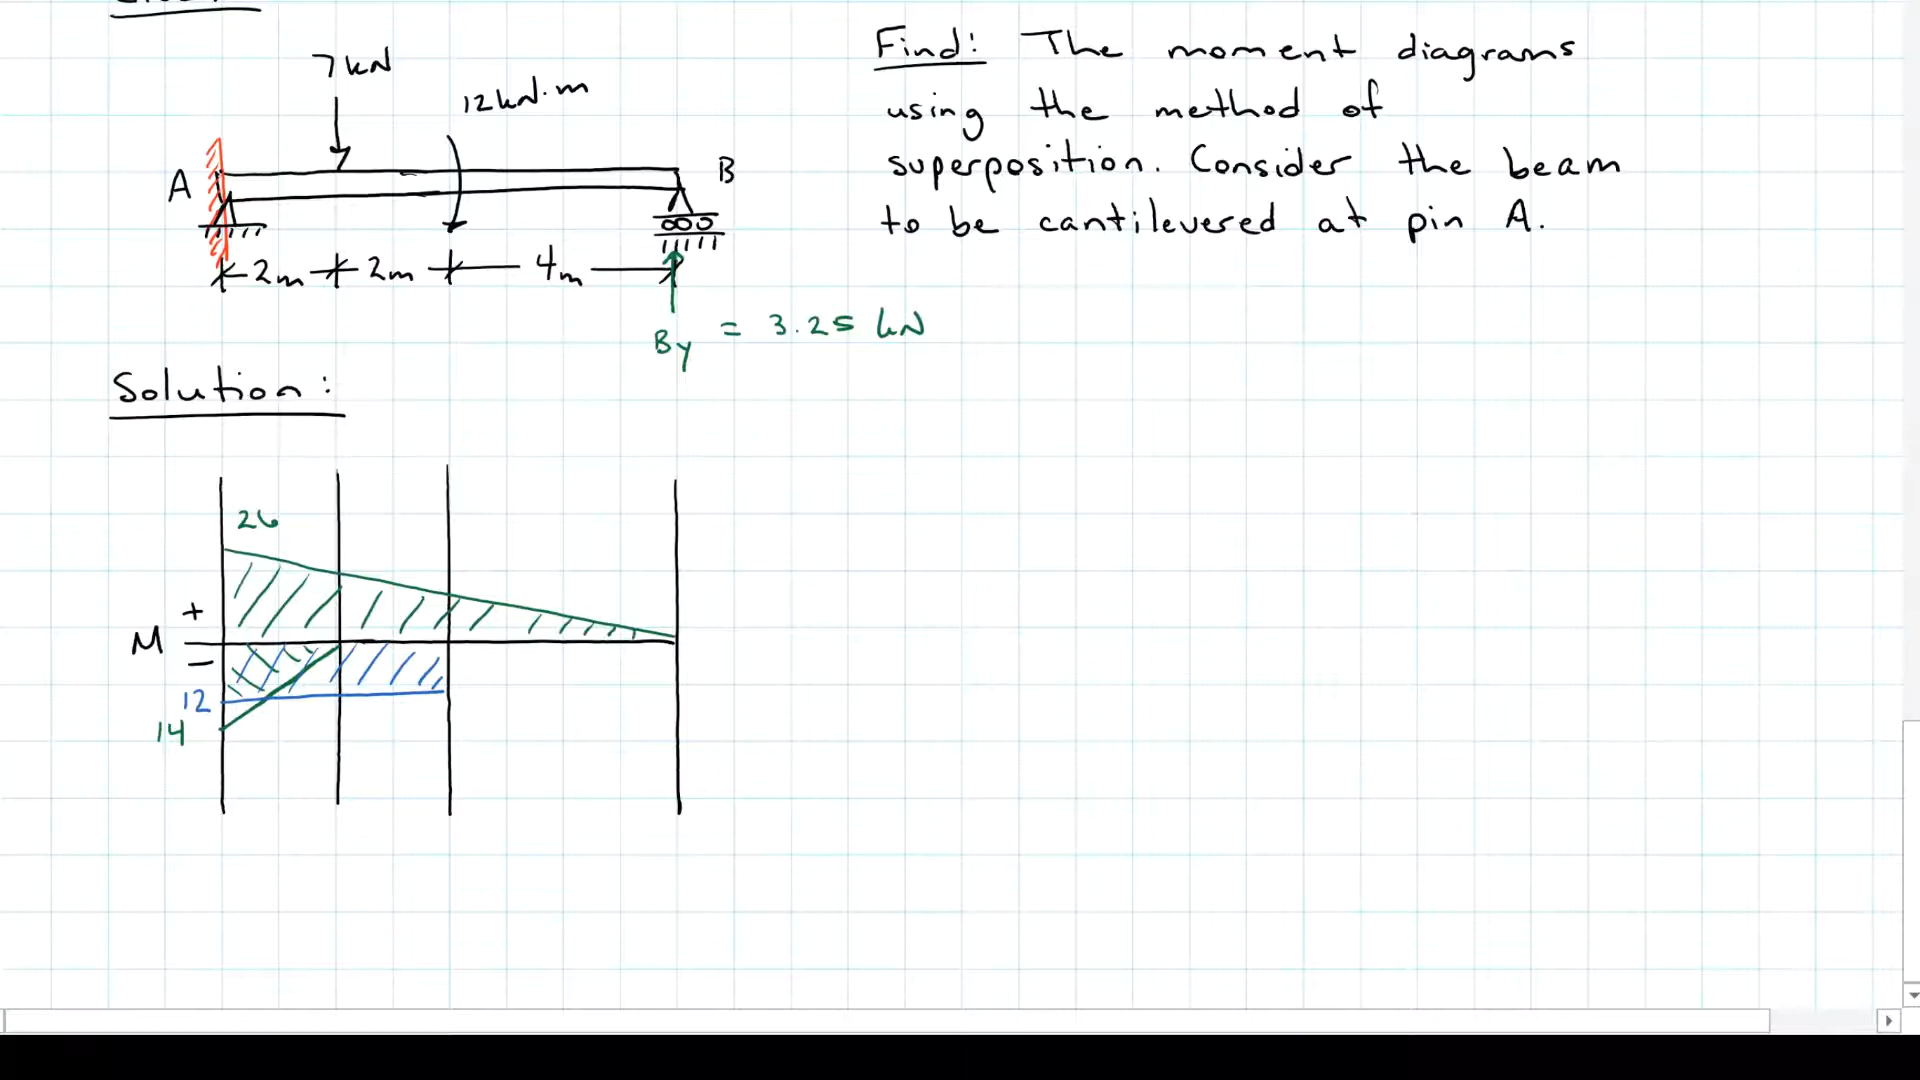 Find: The moment diagrams
using the method of
superposition. Consider the beam
to be cantilevered at pin A.
7 kN
12 kN·m
A
B
2m
2m
4m
By = 3.25 kN
Solution:
26
+
M
−
12
14